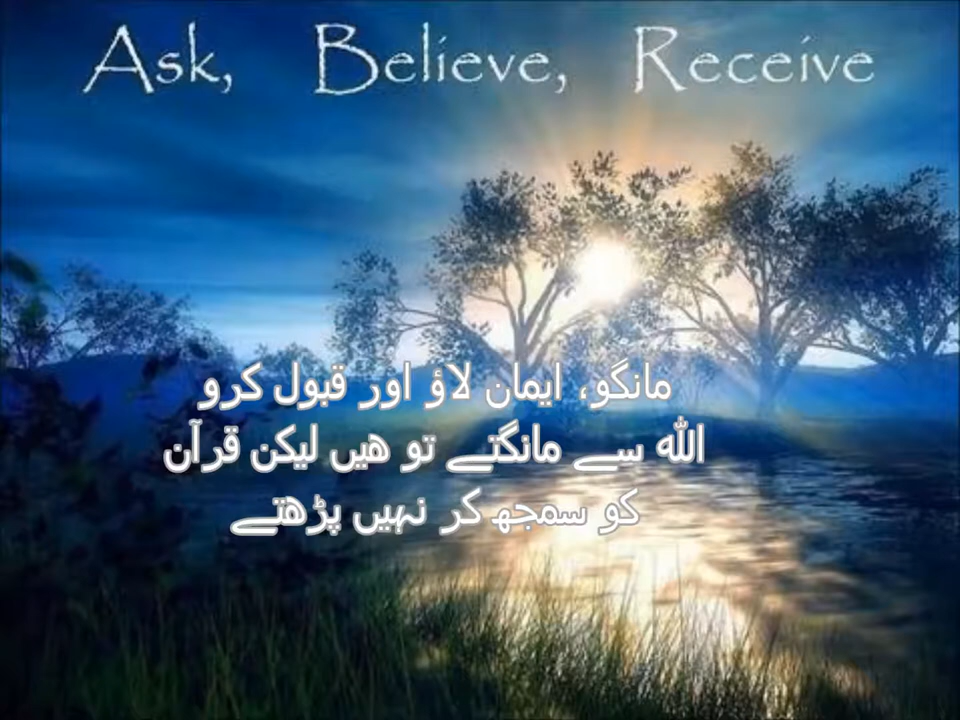 Ask, Believe, Receive
مانگو، ایمان لاؤ اور قبول کرو
اللہ سے مانگتے تو ھیں لیکن قرآن
کو سمجھ کر نہیں پڑھتے